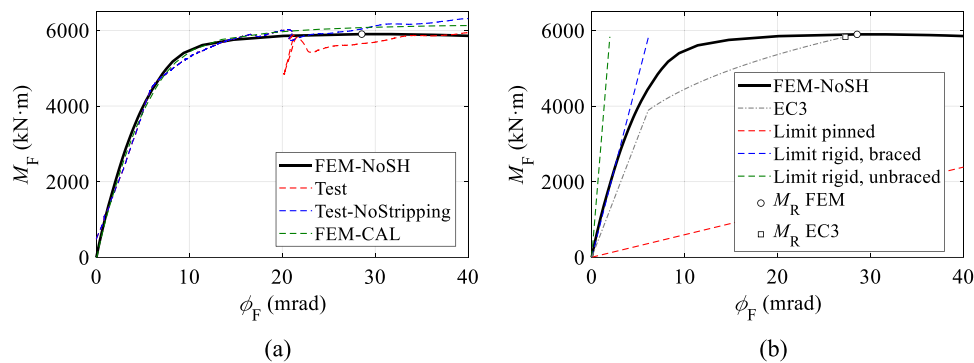 8000
6000
4000
2000
0
M_F (kN·m)
0 10 20 30 40
ϕ_F (mrad)
FEM-NoSH
Test
Test-NoStripping
FEM-CAL
(a)
8000
6000
4000
2000
0
M_F (kN·m)
0 10 20 30 40
ϕ_F (mrad)
FEM-NoSH
EC3
Limit pinned
Limit rigid, braced
Limit rigid, unbraced
M_R FEM
M_R EC3
(b)